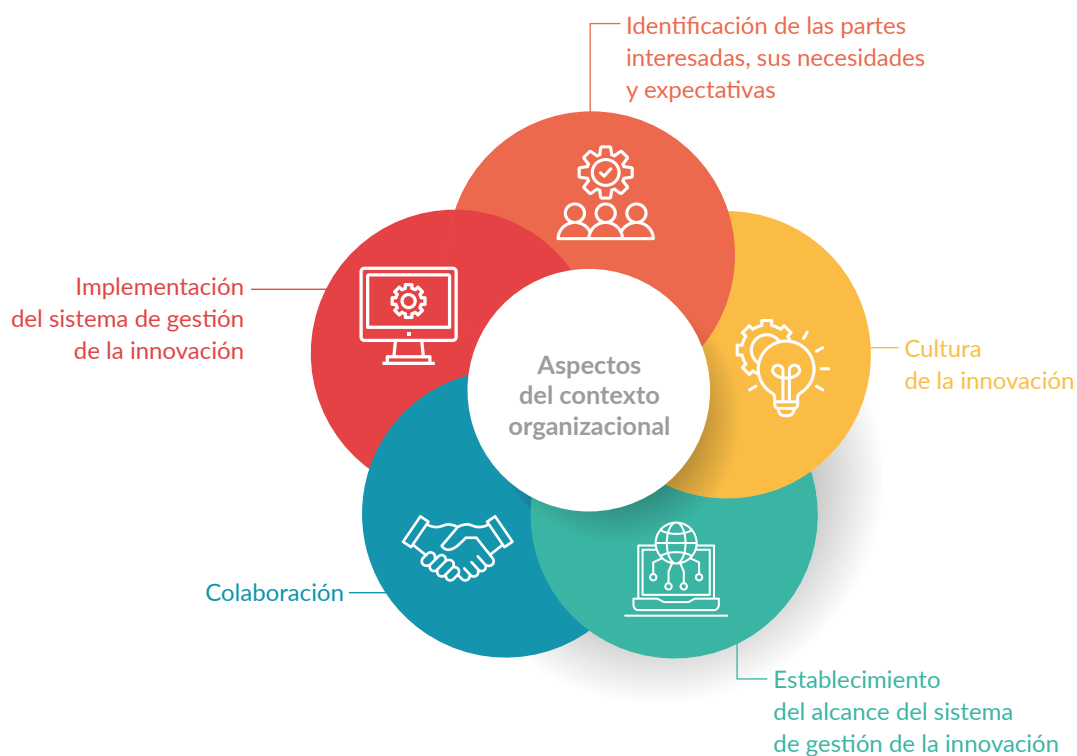 Identificación de las partes
interesadas, sus necesidades
y expectativas
Implementación
del sistema de gestión
de la innovación
Aspectos
del contexto
organizacional
Cultura
de la innovación
Colaboración
Establecimiento
del alcance del sistema
de gestión de la innovación